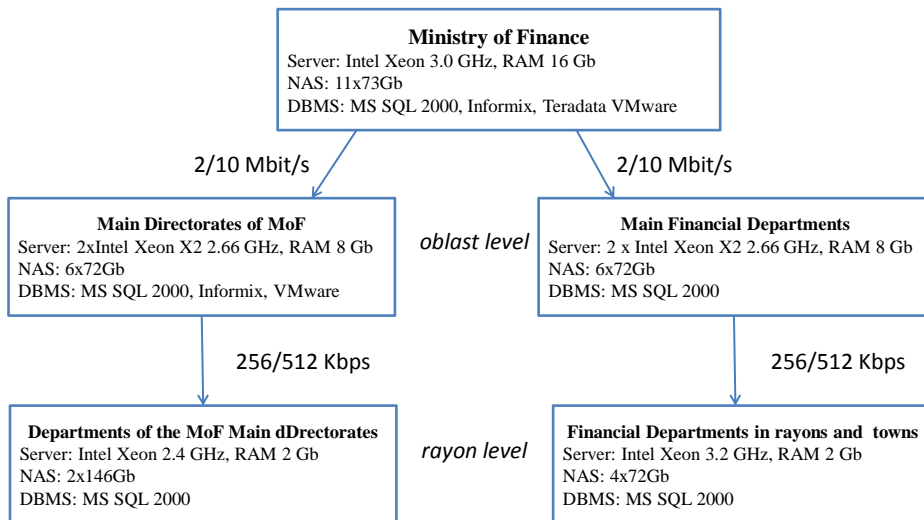 Ministry of Finance
Server: Intel Xeon 3.0 GHz, RAM 16 Gb
NAS: 11x73Gb
DBMS: MS SQL 2000, Informix, Teradata VMware
2/10 Mbit/s
2/10 Mbit/s
Main Directorates of MoF
Server: 2xIntel Xeon X2 2.66 GHz, RAM 8 Gb
NAS: 6x72Gb
DBMS: MS SQL 2000, Informix, VMware
oblast level
Main Financial Departments
Server: 2 x Intel Xeon X2 2.66 GHz, RAM 8 Gb
NAS: 6x72Gb
DBMS: MS SQL 2000
256/512 Kbps
256/512 Kbps
Departments of the MoF Main dDrectorates
Server: Intel Xeon 2.4 GHz, RAM 2 Gb
NAS: 2x146Gb
DBMS: MS SQL 2000
rayon level
Financial Departments in rayons and towns
Server: Intel Xeon 3.2 GHz, RAM 2 Gb
NAS: 4x72Gb
DBMS: MS SQL 2000